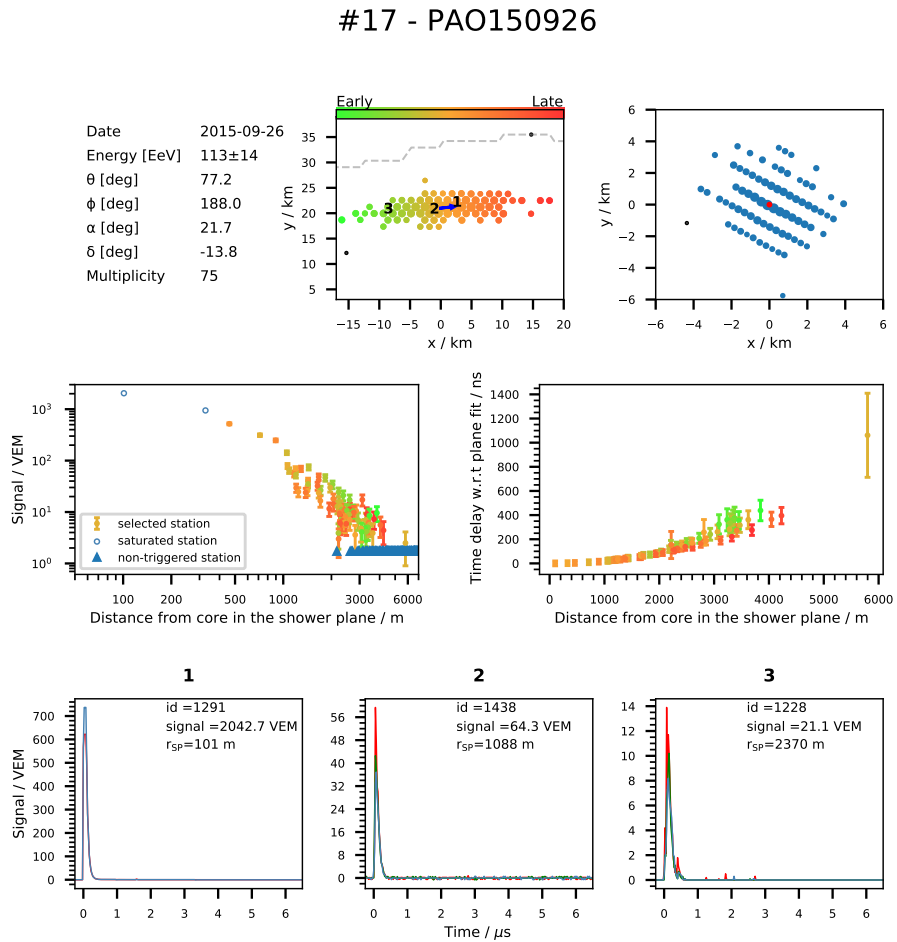 #17 - PAO150926
Date 2015-09-26
Energy [EeV] 113±14
θ [deg] 77.2
ϕ [deg] 188.0
α [deg] 21.7
δ [deg] -13.8
Multiplicity 75
Early Late
35
30
25
20
15
10
5
y / km
3 2 1
−15 −10 −5 0 5 10 15 20
x / km
6
4
2
0
−2
−4
−6
y / km
−6 −4 −2 0 2 4 6
x / km
10³
10²
10¹
10⁰
Signal / VEM
selected station
saturated station
non-triggered station
100 200 500 1000 3000 6000
Distance from core in the shower plane / m
1400
1200
1000
800
600
400
200
0
Time delay w.r.t plane fit / ns
0 1000 2000 3000 4000 5000 6000
Distance from core in the shower plane / m
1
id =1291
signal =2042.7 VEM
rSP=101 m
700
600
500
400
300
200
100
0
Signal / VEM
0 1 2 3 4 5 6
2
id =1438
signal =64.3 VEM
rSP=1088 m
56
48
40
32
24
16
8
0
0 1 2 3 4 5 6
Time / μs
3
id =1228
signal =21.1 VEM
rSP=2370 m
14
12
10
8
6
4
2
0
0 1 2 3 4 5 6